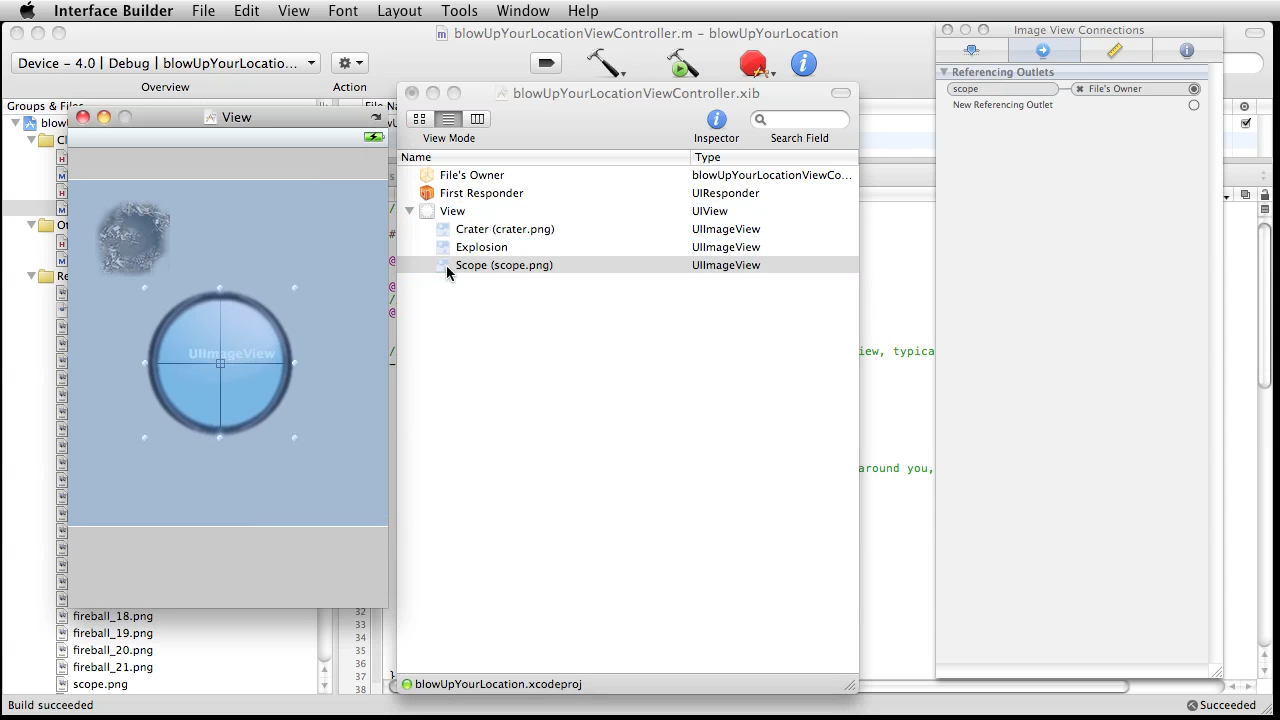 Interface Builder File Edit View Font Layout Tools Window Help
blowUpYourLocationViewController.m – blowUpYourLocation
Image View Connections
Device - 4.0 | Debug | blowUpYourLocatio...
Overview
Action
Groups & Files
View
blowUpYourLocationViewController.xib
View Mode
Inspector
Search Field
Name
Type
File's Owner
blowUpYourLocationViewCo...
First Responder
UIResponder
View
UIView
Crater (crater.png)
UIImageView
Explosion
UIImageView
Scope (scope.png)
UIImageView
Referencing Outlets
scope
File's Owner
New Referencing Outlet
UIImageView
iew, typica
around you,
fireball_18.png
fireball_19.png
fireball_20.png
fireball_21.png
scope.png
32
33
34
35
36
37
38
blowUpYourLocation.xcodeproj
Build succeeded
Succeeded